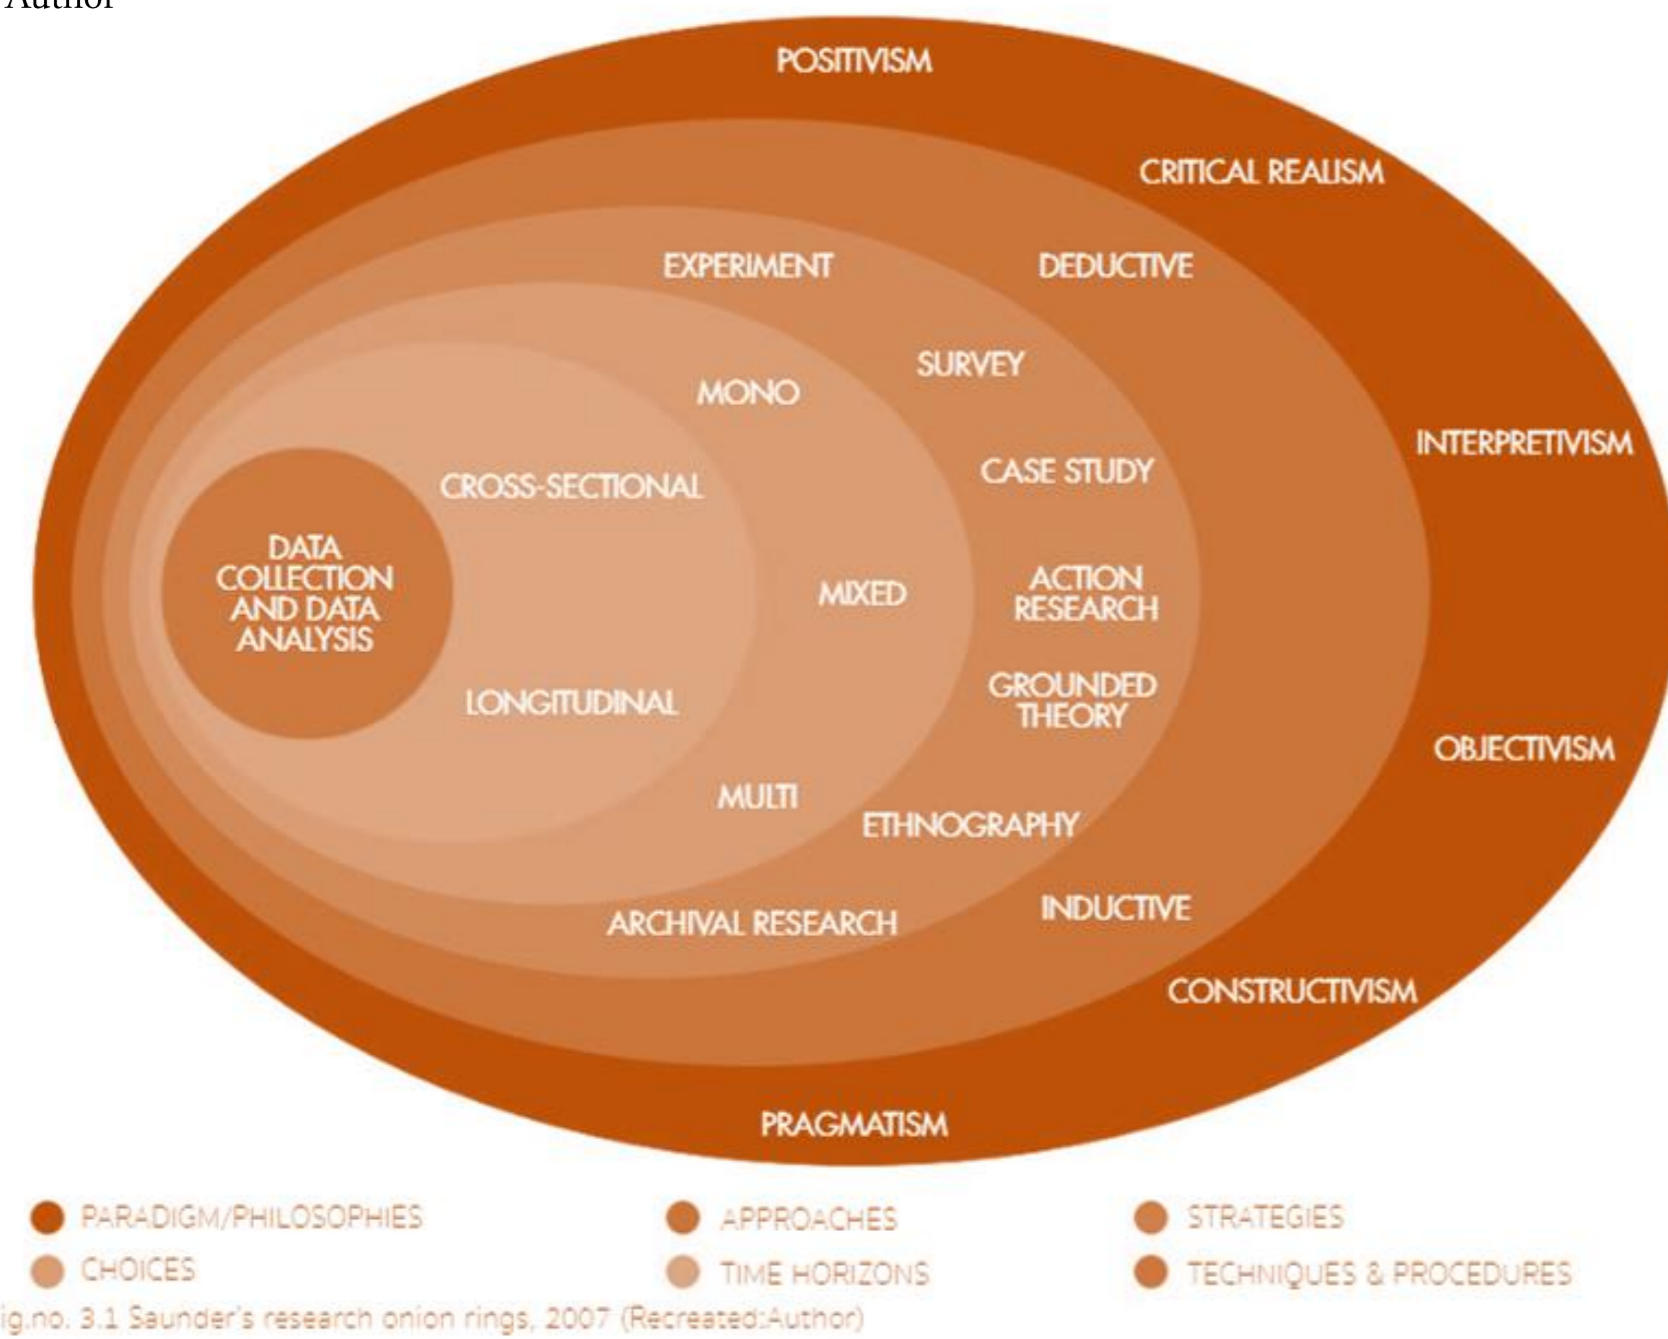 Author
POSITIVISM
CRITICAL REALISM
EXPERIMENT
DEDUCTIVE
SURVEY
MONO
INTERPRETIVISM
CASE STUDY
CROSS-SECTIONAL
DATA
COLLECTION
AND DATA
ANALYSIS
MIXED
ACTION
RESEARCH
GROUNDED
THEORY
LONGITUDINAL
OBJECTIVISM
MULTI
ETHNOGRAPHY
INDUCTIVE
ARCHIVAL RESEARCH
CONSTRUCTIVISM
PRAGMATISM
PARADIGM/PHILOSOPHIES
APPROACHES
STRATEGIES
CHOICES
TIME HORIZONS
TECHNIQUES & PROCEDURES
ig.no. 3.1 Saunder's research onion rings, 2007 (Recreated:Author)